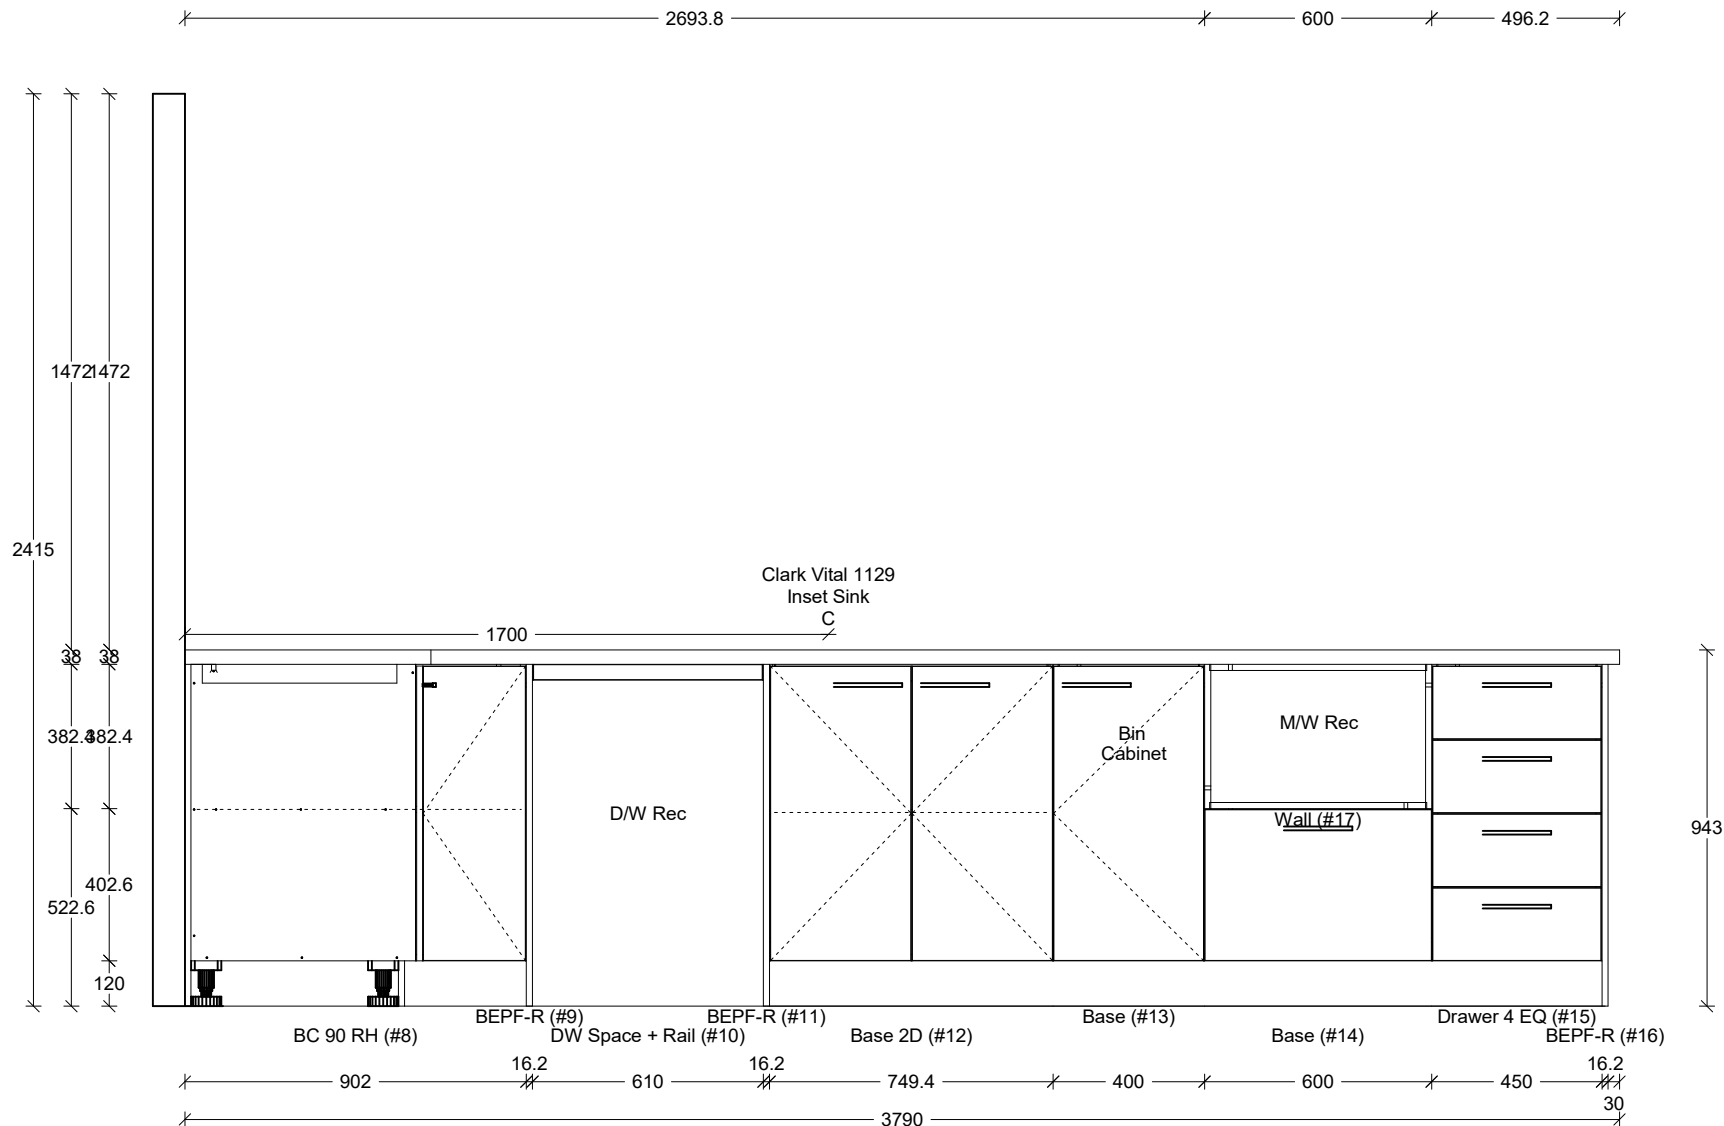 2693.8
600
496.2
1472
1472
2415
Clark Vital 1129
Inset Sink
C
1700
38
38
382.4
382.4
M/W Rec
Bin
Cabinet
D/W Rec
Wall (#17)
943
402.6
522.6
120
BEPF-R (#9)
BEPF-R (#11)
Base (#13)
Drawer 4 EQ (#15)
BC 90 RH (#8)
DW Space + Rail (#10)
Base 2D (#12)
Base (#14)
BEPF-R (#16)
16.2
16.2
16.2
902
610
749.4
400
600
450
30
3790